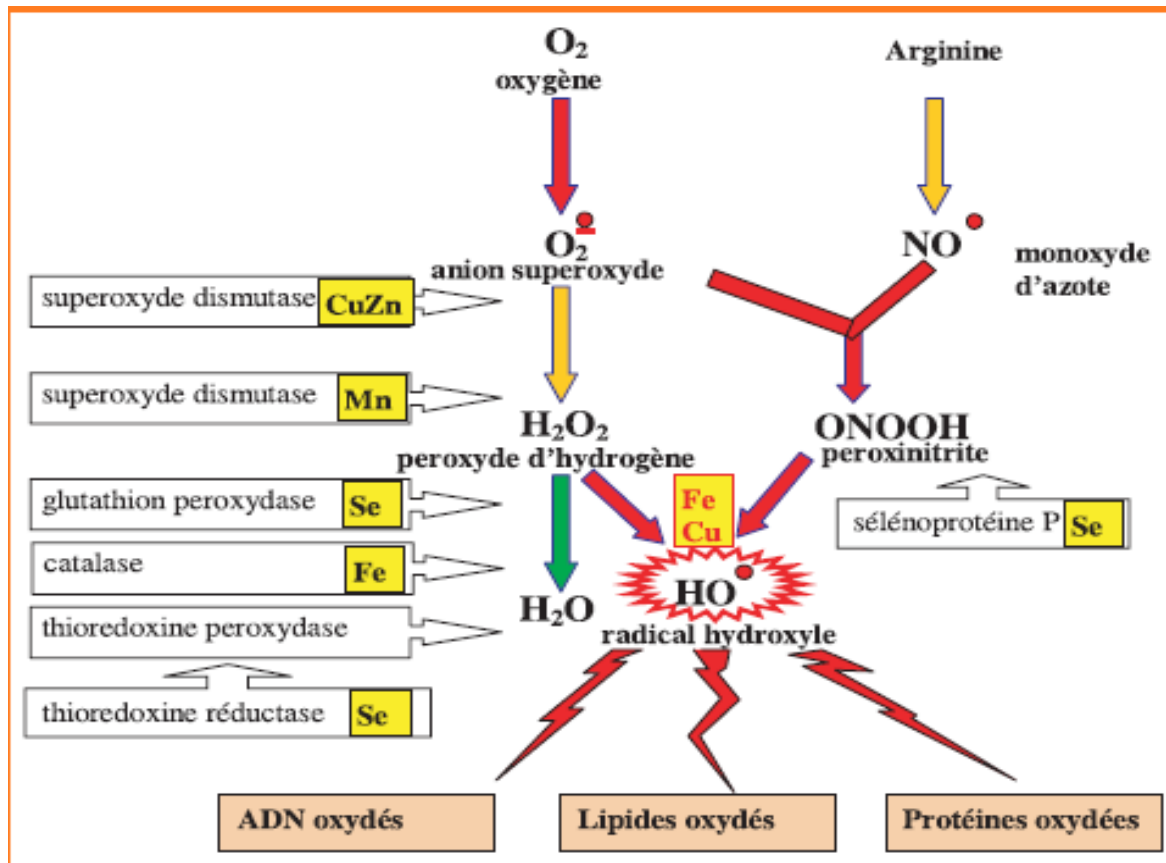 O₂
oxygène
Arginine
O₂•̲
anion superoxyde
NO•
monoxyde
d'azote
superoxyde dismutase CuZn
superoxyde dismutase Mn
H₂O₂
peroxyde d'hydrogène
ONOOH
peroxinitrite
glutathion peroxydase Se
Fe
Cu
sélénoprotéine P Se
catalase Fe
HO•
H₂O
radical hydroxyle
thioredoxine peroxydase
thioredoxine réductase Se
ADN oxydés
Lipides oxydés
Protéines oxydées